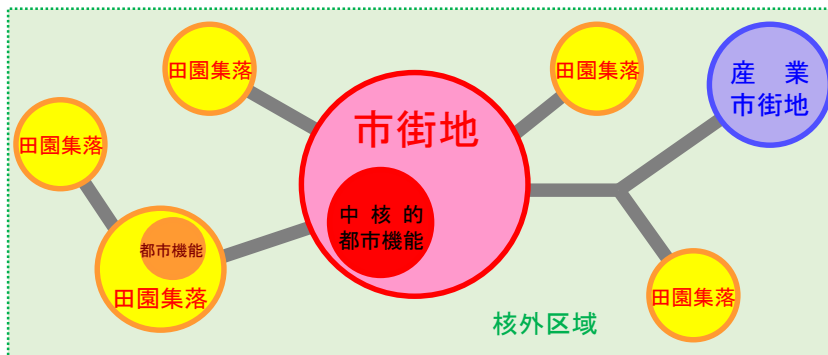 田園集落
田園集落
産 業
市街地
市街地
田園集落
中核的
都市機能
都市機能
田園集落
田園集落
核外区域